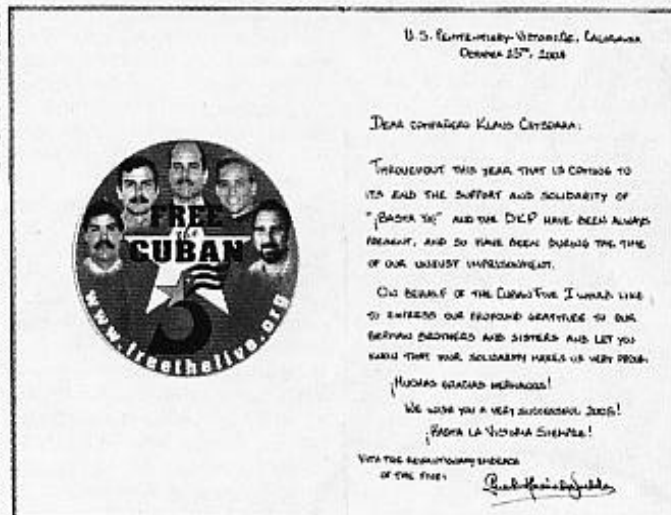 FREE
the
CUBAN
5
www.freethefive.org
U.S. PENITENTIARY-VICTORVILLE, CALIFORNIA
OCTOBER 25TH,
DEAR COMPAÑERO KLAUS
THROUGHOUT THIS YEAR THAT IS COMING TO
ITS END THE SUPPORT AND SOLIDARITY OF
"¡BASTA YA!" AND THE DKP HAVE BEEN ALWAYS
PRESENT, AND SO HAVE BEEN DURING THE TIME
OF OUR UNJUST IMPRISONMENT.
ON BEHALF OF THE CUBAN FIVE I WOULD LIKE
TO EXPRESS OUR PROFOUND GRATITUDE TO OUR
GERMAN BROTHERS AND SISTERS AND LET YOU
KNOW THAT YOUR SOLIDARITY MAKES US VERY PROUD.
¡MUCHAS GRACIAS HERMANOS!
WE WISH YOU A VERY SUCCESSFUL
¡HASTA LA VICTORIA SIEMPRE!
WITH THE REVOLUTIONARY EMBRACE
OF THE FIVE: